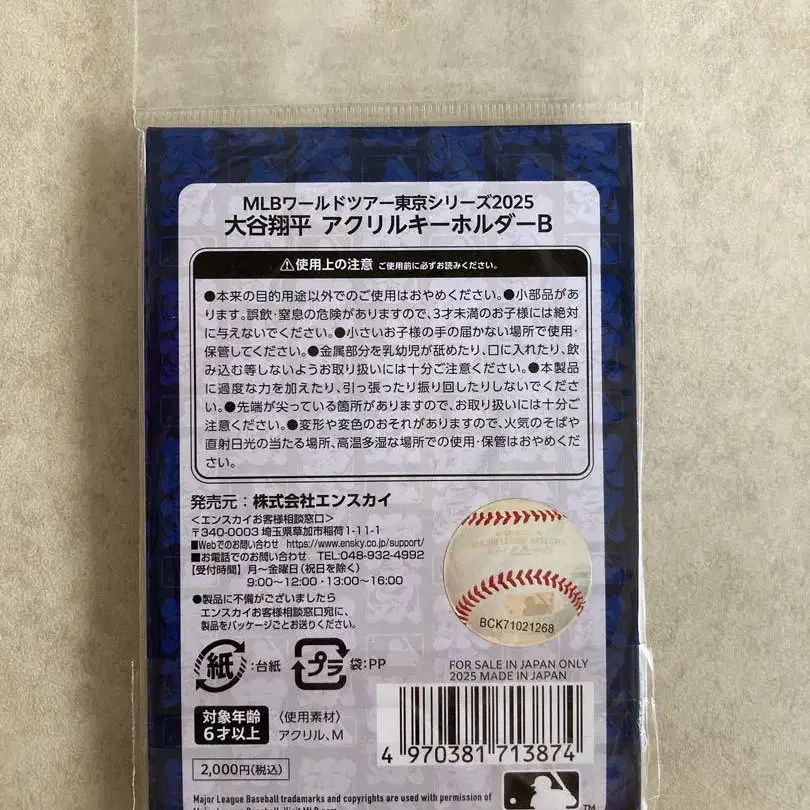 MLBワールドツアー東京シリーズ2025
大谷翔平 アクリルキーホルダーB
⚠使用上の注意 ご使用前に必ずお読みください。
●本来の目的用途以外でのご使用はおやめください。●小部品があ
ります。誤飲・窒息の危険がありますので、3才未満のお子様には絶対
に与えないでください。●小さいお子様の手の届かない場所で使用・
保管してください。●金属部分を乳幼児が舐めたり、口に入れたり、飲
み込む等しないようお取り扱いには十分ご注意ください。●本製品
に過度な力を加えたり、引っ張ったり振り回したりしないでくださ
い。●先端が尖っている箇所がありますので、お取り扱いには十分ご
注意ください。●変形や変色のおそれがありますので、火気のそばや
直射日光の当たる場所、高温多湿な場所での使用・保管はおやめくだ
さい。
発売元:株式会社エンスカイ
<エンスカイお客様相談窓口>
〒340-0003 埼玉県草加市稲荷1-11-1
■Webでのお問い合わせ https://www.ensky.co.jp/support/
■お電話でのお問い合わせ TEL:048-932-4992
【受付時間】 月~金曜日(祝日を除く)
9:00~12:00・13:00~16:00
●製品に不備がございましたら
エンスカイお客様相談窓口宛に、
製品をパッケージごとお送りください。
BCK71021268
紙:台紙 プラ 袋:PP
FOR SALE IN JAPAN ONLY
2025 MADE IN JAPAN
対象年齢
6才以上
〈使用素材〉
アクリル、M
4 970381 713874
2,000円(税込)
Major League Baseball trademarks and copyrights are used with permission of